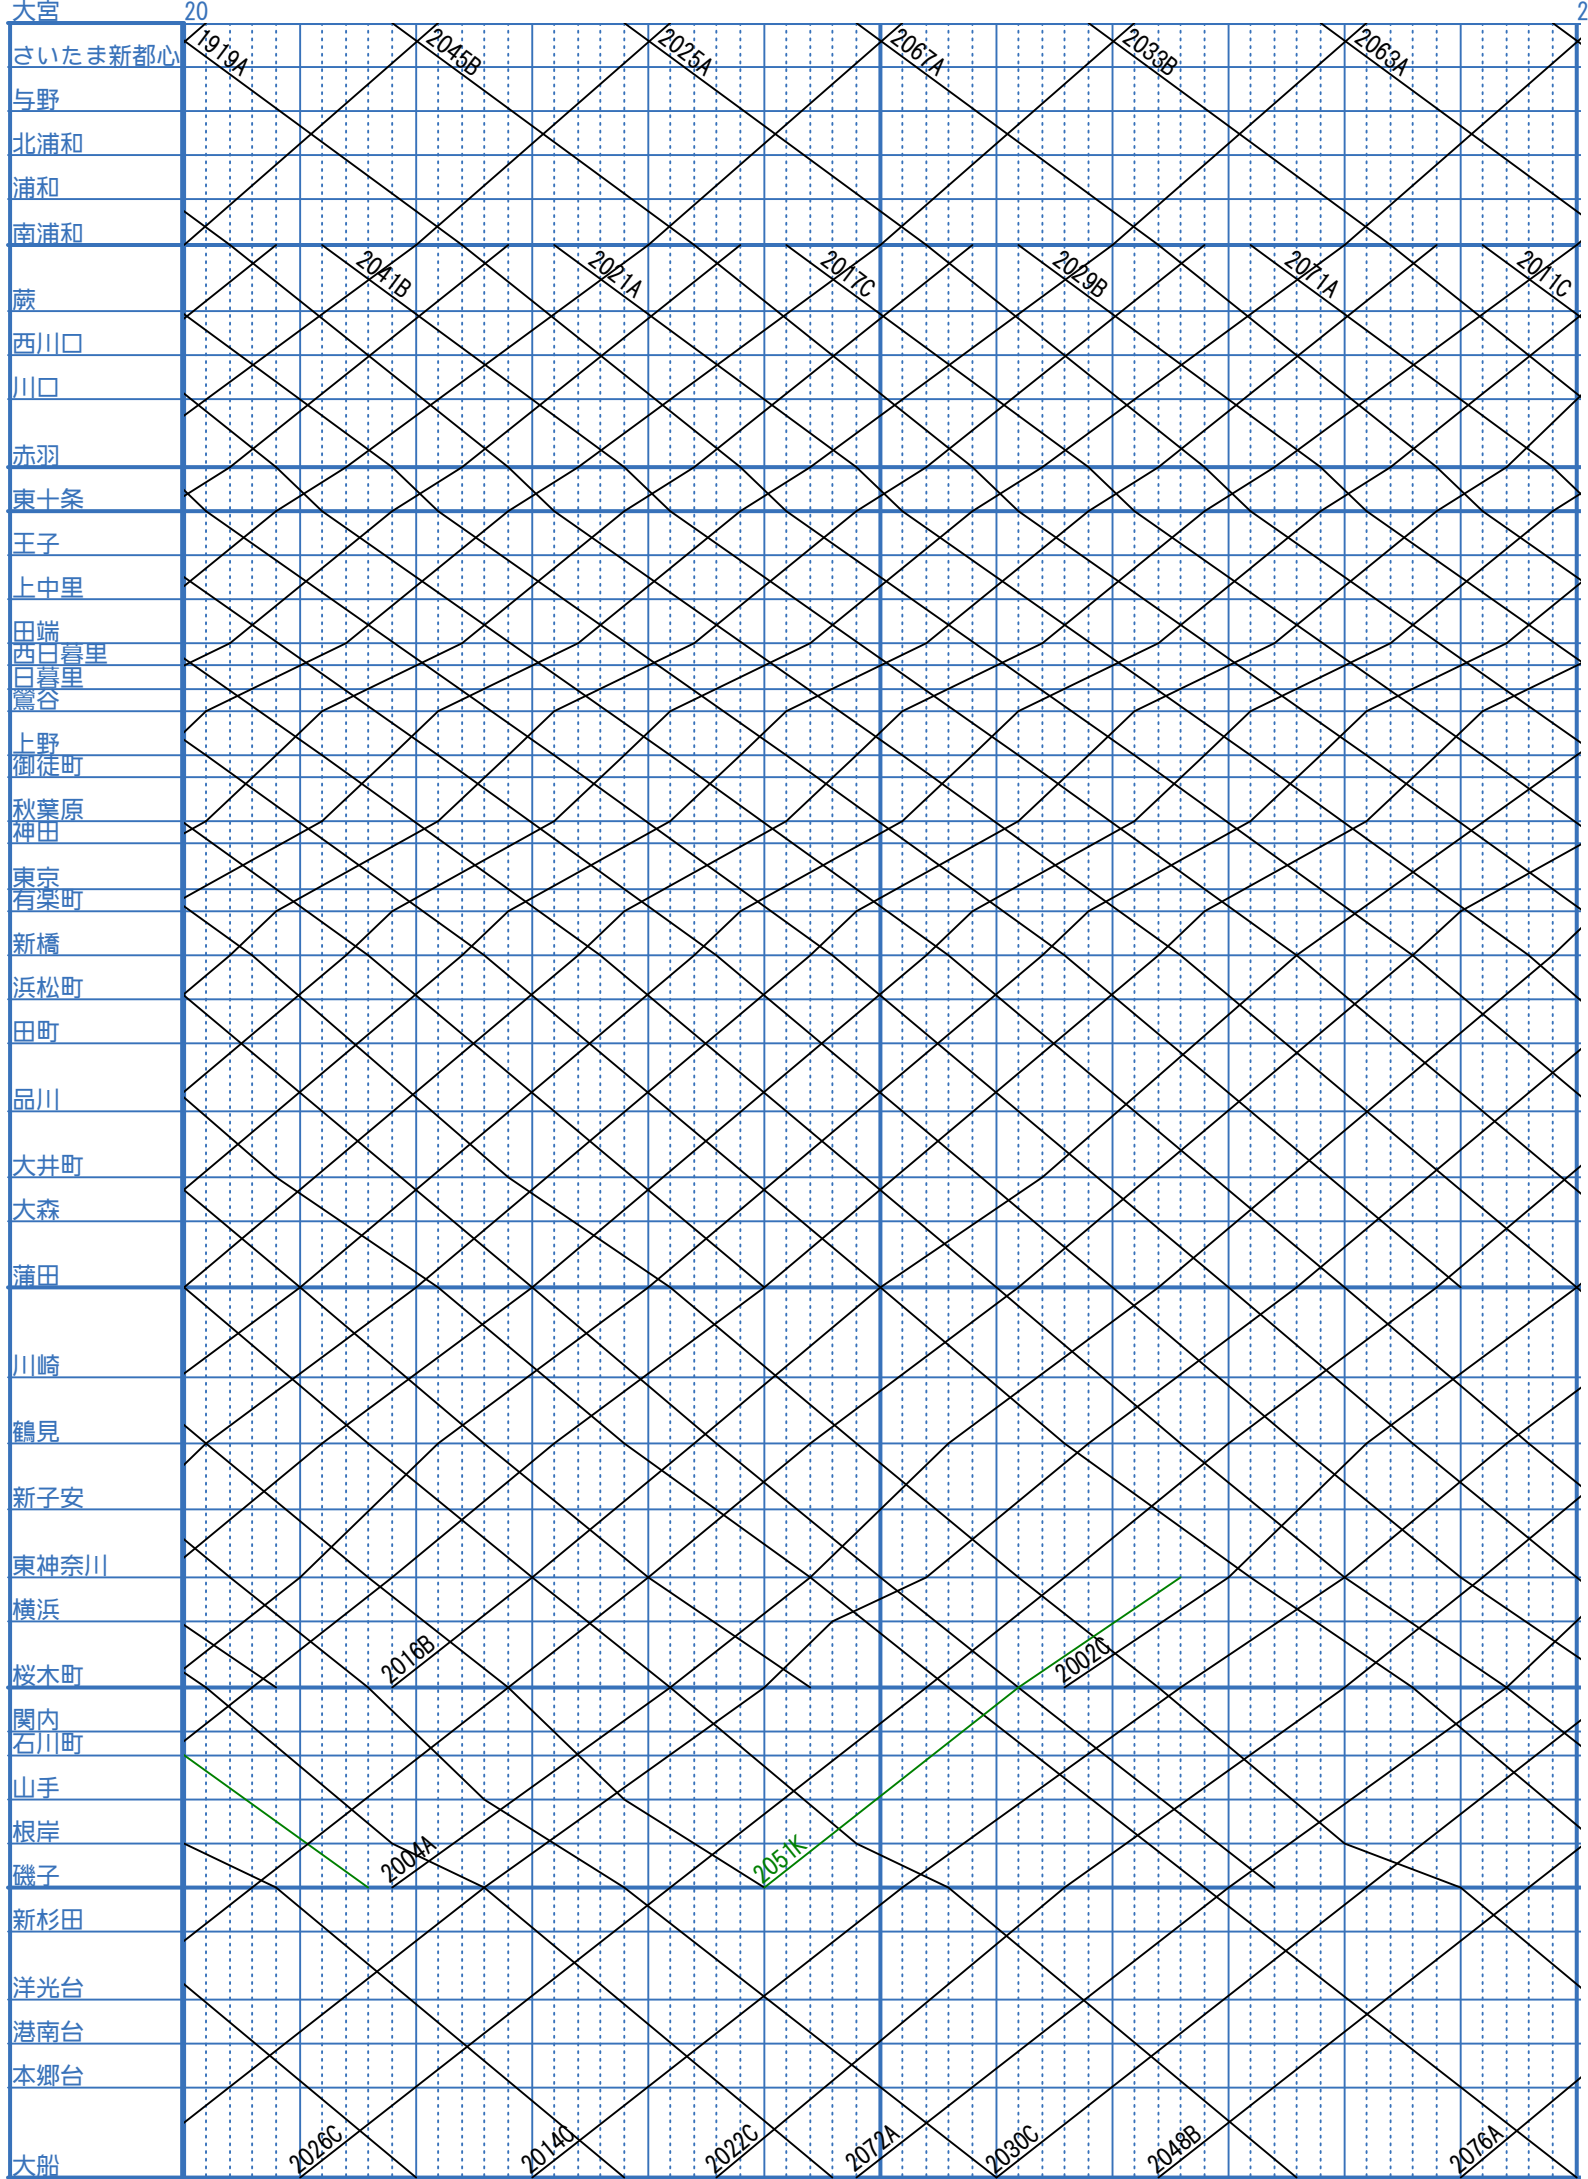 大宮
20
2
さいたま新都心
1919A
2045B
2025A
2067A
2033B
2063A
与野
北浦和
浦和
南浦和
2041B
2021A
2017C
2029B
2071A
2011C
蕨
西川口
川口
赤羽
東十条
王子
上中里
田端
西日暮里
日暮里
鶯谷
上野
御徒町
秋葉原
神田
東京
有楽町
新橋
浜松町
田町
品川
大井町
大森
蒲田
川崎
鶴見
新子安
東神奈川
横浜
2016B
2002C
桜木町
関内
石川町
山手
根岸
2004A
2051K
磯子
新杉田
洋光台
港南台
本郷台
2026C
2014C
2022C
2072A
2030C
2048B
2076A
大船